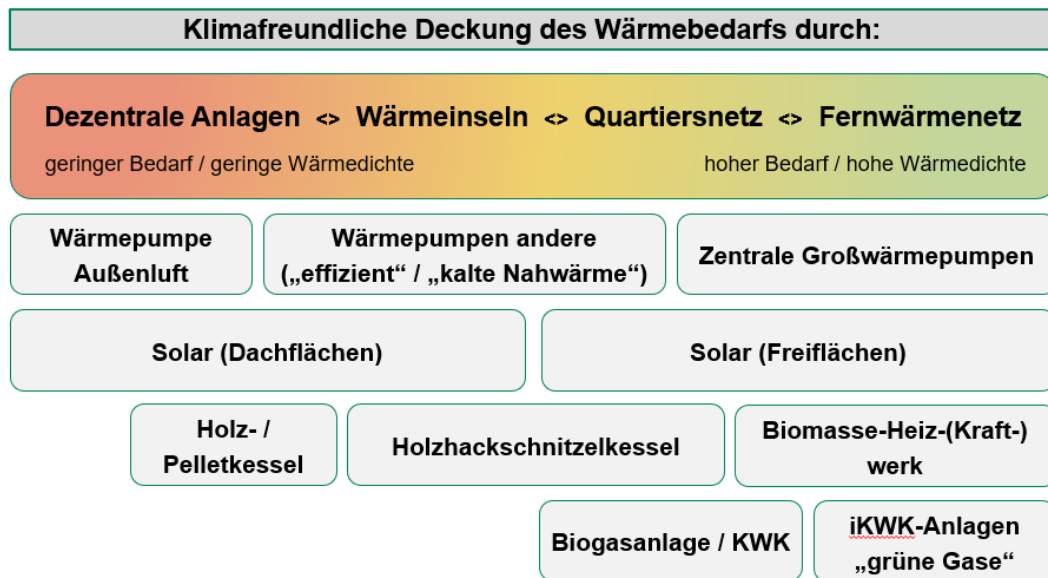 Klimafreundliche Deckung des Wärmebedarfs durch:
Dezentrale Anlagen <> Wärmeinseln <> Quartiersnetz <> Fernwärmenetz
geringer Bedarf / geringe Wärmedichte
hoher Bedarf / hohe Wärmedichte
Wärmepumpe
Außenluft
Wärmepumpen andere
(„effizient“ / „kalte Nahwärme“)
Zentrale Großwärmepumpen
Solar (Dachflächen)
Solar (Freiflächen)
Holz- /
Pelletkessel
Holzhackschnitzelkessel
Biomasse-Heiz-(Kraft-)
werk
Biogasanlage / KWK
iKWK-Anlagen
„grüne Gase“